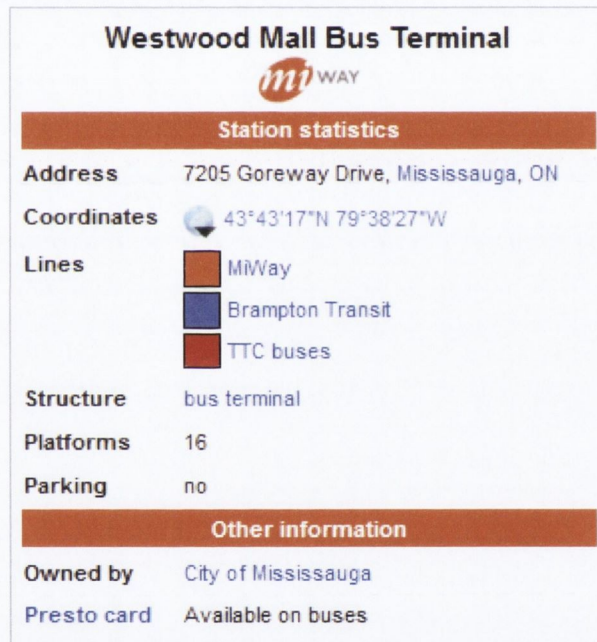 Westwood Mall Bus Terminal
mi WAY
Station statistics
Address 7205 Goreway Drive, Mississauga, ON
Coordinates 43°43'17"N 79°38'27"W
Lines MiWay
Brampton Transit
TTC buses
Structure bus terminal
Platforms 16
Parking no
Other information
Owned by City of Mississauga
Presto card Available on buses